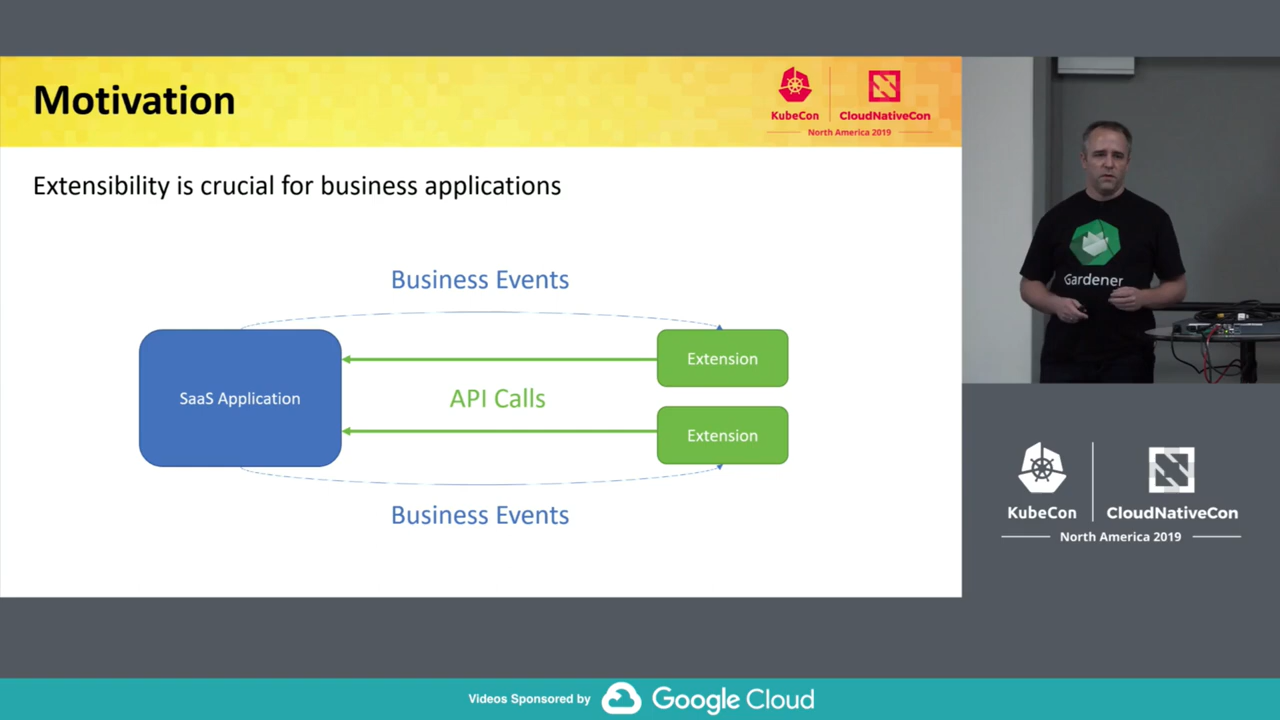 Motivation
KubeCon
CloudNativeCon
North America 2019
Extensibility is crucial for business applications
Business Events
SaaS Application
Extension
API Calls
Extension
Business Events
Gardener
KubeCon
CloudNativeCon
North America 2019
Videos Sponsored by Google Cloud